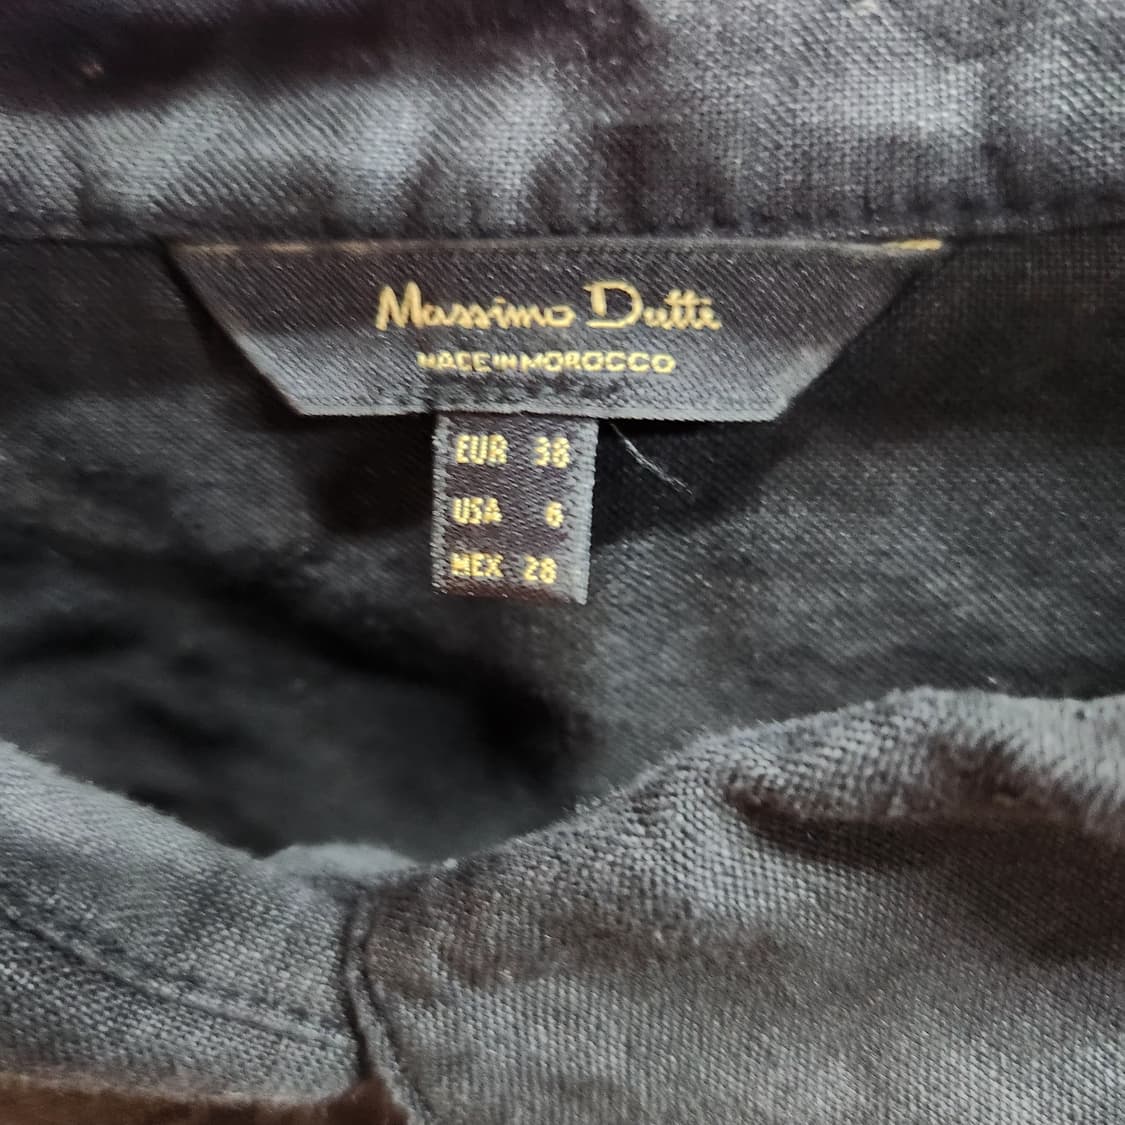 Massimo Dutti
MADE IN MOROCCO
EUR 38
USA 6
MEX 28